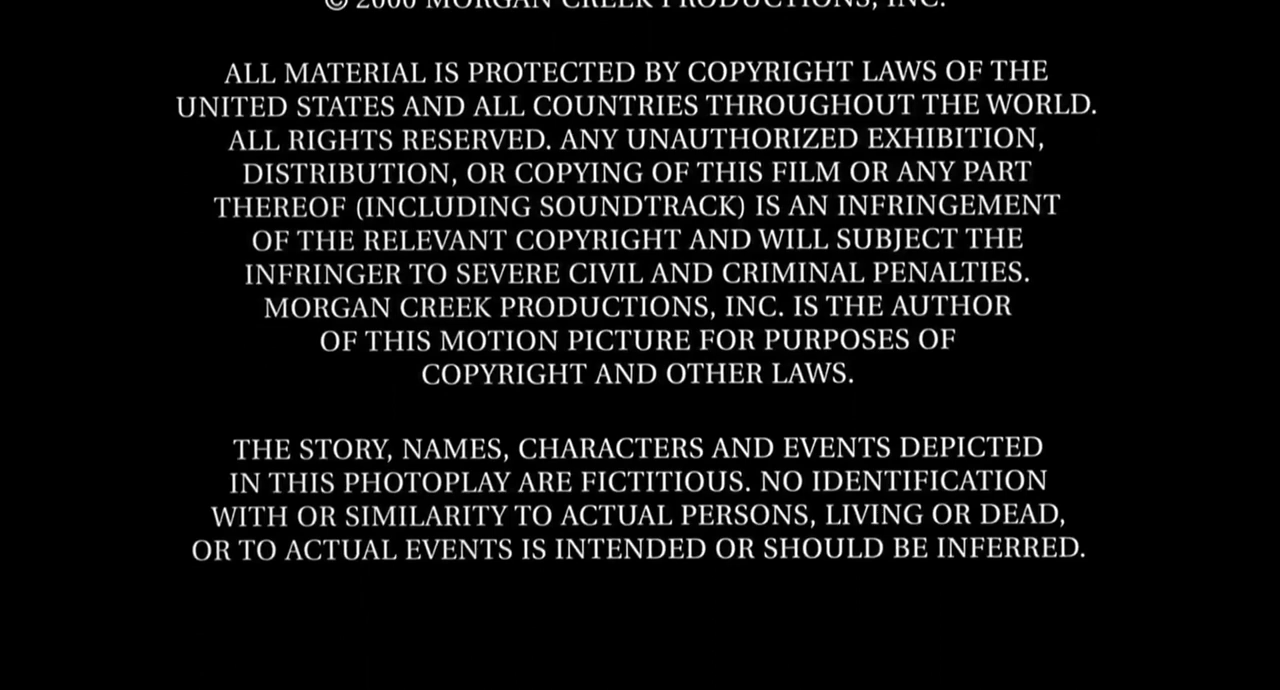 © 2000 MORGAN CREEK PRODUCTIONS, INC.
ALL MATERIAL IS PROTECTED BY COPYRIGHT LAWS OF THE
UNITED STATES AND ALL COUNTRIES THROUGHOUT THE WORLD.
ALL RIGHTS RESERVED. ANY UNAUTHORIZED EXHIBITION,
DISTRIBUTION, OR COPYING OF THIS FILM OR ANY PART
THEREOF (INCLUDING SOUNDTRACK) IS AN INFRINGEMENT
OF THE RELEVANT COPYRIGHT AND WILL SUBJECT THE
INFRINGER TO SEVERE CIVIL AND CRIMINAL PENALTIES.
MORGAN CREEK PRODUCTIONS, INC. IS THE AUTHOR
OF THIS MOTION PICTURE FOR PURPOSES OF
COPYRIGHT AND OTHER LAWS.
THE STORY, NAMES, CHARACTERS AND EVENTS DEPICTED
IN THIS PHOTOPLAY ARE FICTITIOUS. NO IDENTIFICATION
WITH OR SIMILARITY TO ACTUAL PERSONS, LIVING OR DEAD,
OR TO ACTUAL EVENTS IS INTENDED OR SHOULD BE INFERRED.